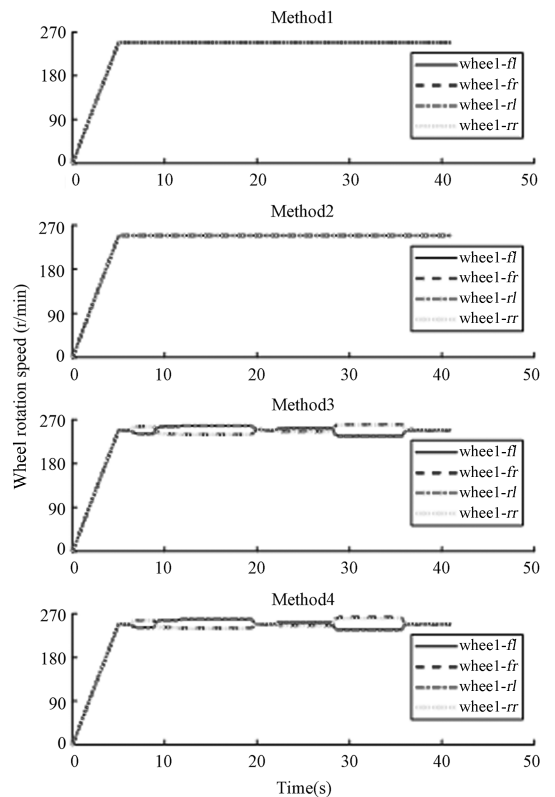 Method1
270
180
90
0
whee1-fl
whee1-fr
whee1-rl
whee1-rr
0 10 20 30 40 50
Method2
270
180
90
0
whee1-fl
whee1-fr
whee1-rl
whee1-rr
0 10 20 30 40 50
Wheel rotation speed (r/min)
Method3
270
180
90
0
whee1-fl
whee1-fr
whee1-rl
whee1-rr
0 10 20 30 40 50
Method4
270
180
90
0
whee1-fl
whee1-fr
whee1-rl
whee1-rr
0 10 20 30 40 50
Time(s)